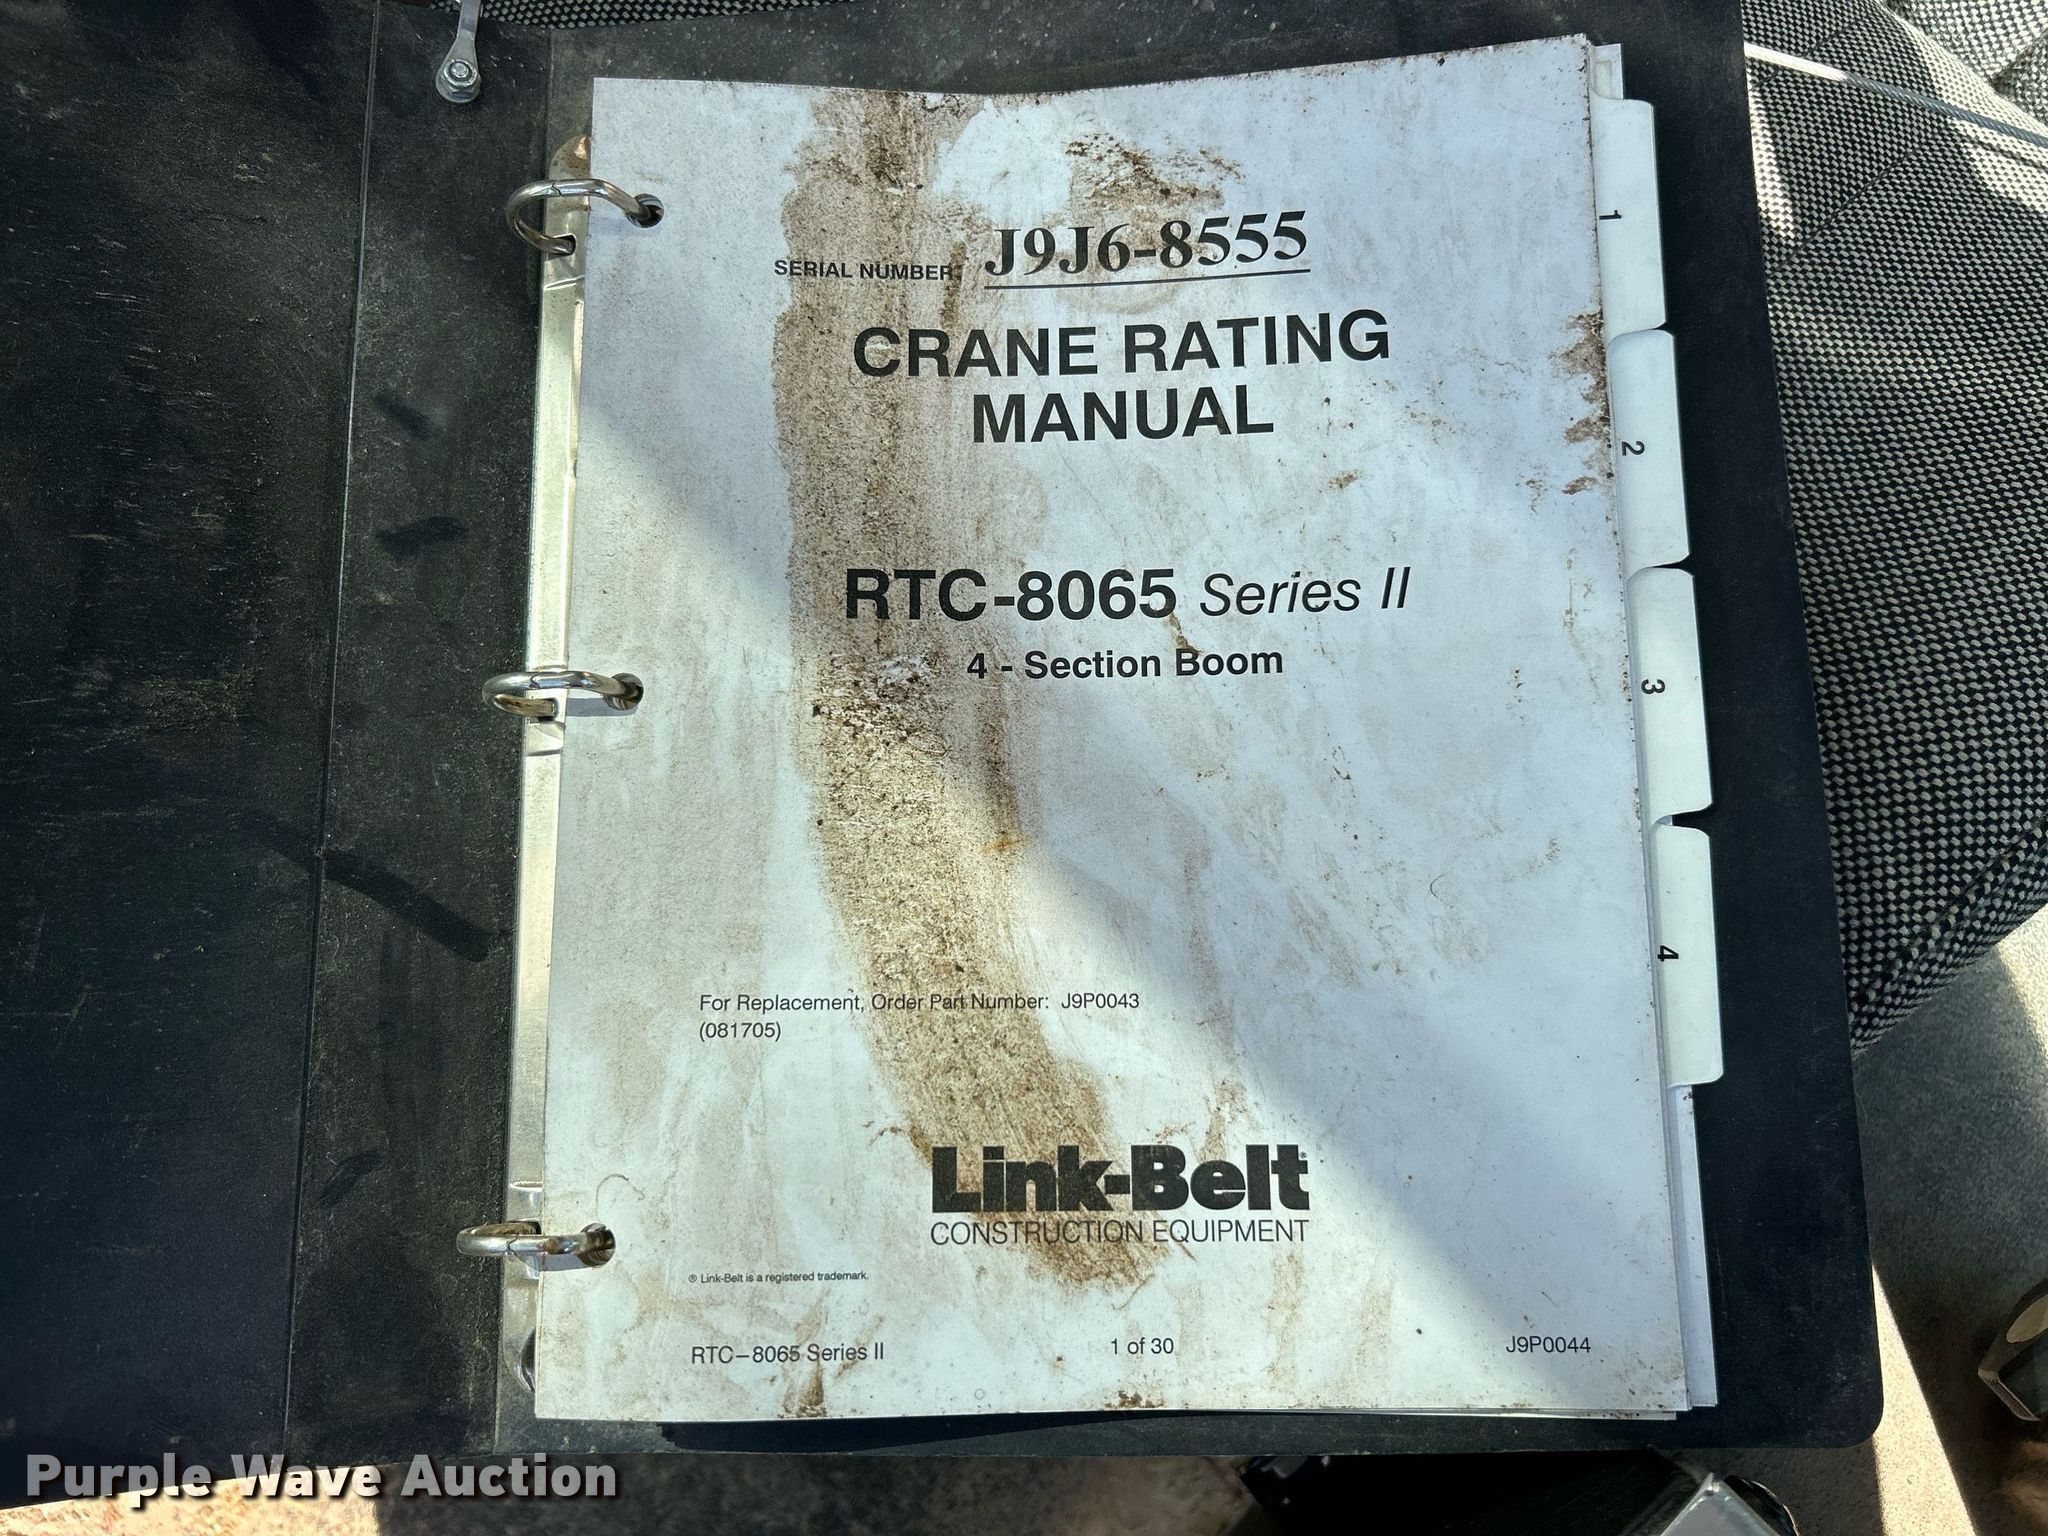 SERIAL NUMBER: J9J6-8555
CRANE RATING
MANUAL
RTC-8065 Series II
4 - Section Boom
For Replacement, Order Part Number: J9P0043
(081705)
Link-Belt®
CONSTRUCTION EQUIPMENT
® Link-Belt is a registered trademark.
RTC-8065 Series II 1 of 30 J9P0044
1
2
3
4
Purple Wave Auction